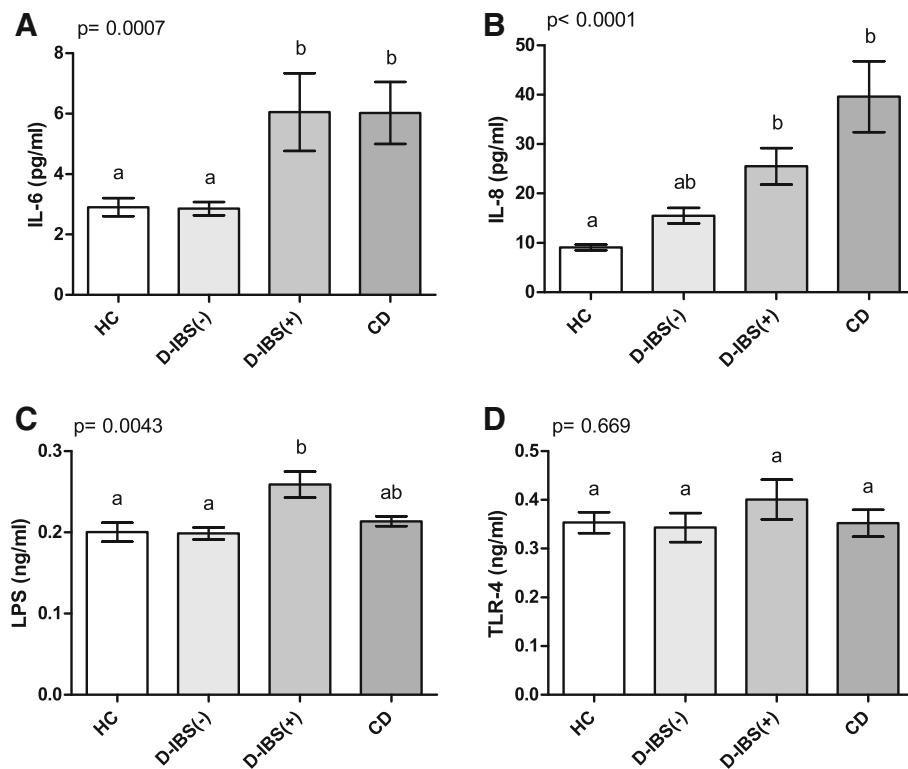 A
p= 0.0007
IL-6 (pg/ml)
8
6
4
2
0
a
a
b
b
HC
D-IBS(-)
D-IBS(+)
CD
B
p< 0.0001
IL-8 (pg/ml)
50
40
30
20
10
0
a
ab
b
b
HC
D-IBS(-)
D-IBS(+)
CD
C
p= 0.0043
LPS (ng/ml)
0.3
0.2
0.1
0.0
a
a
b
ab
HC
D-IBS(-)
D-IBS(+)
CD
D
p= 0.669
TLR-4 (ng/ml)
0.5
0.4
0.3
0.2
0.1
0.0
a
a
a
a
HC
D-IBS(-)
D-IBS(+)
CD